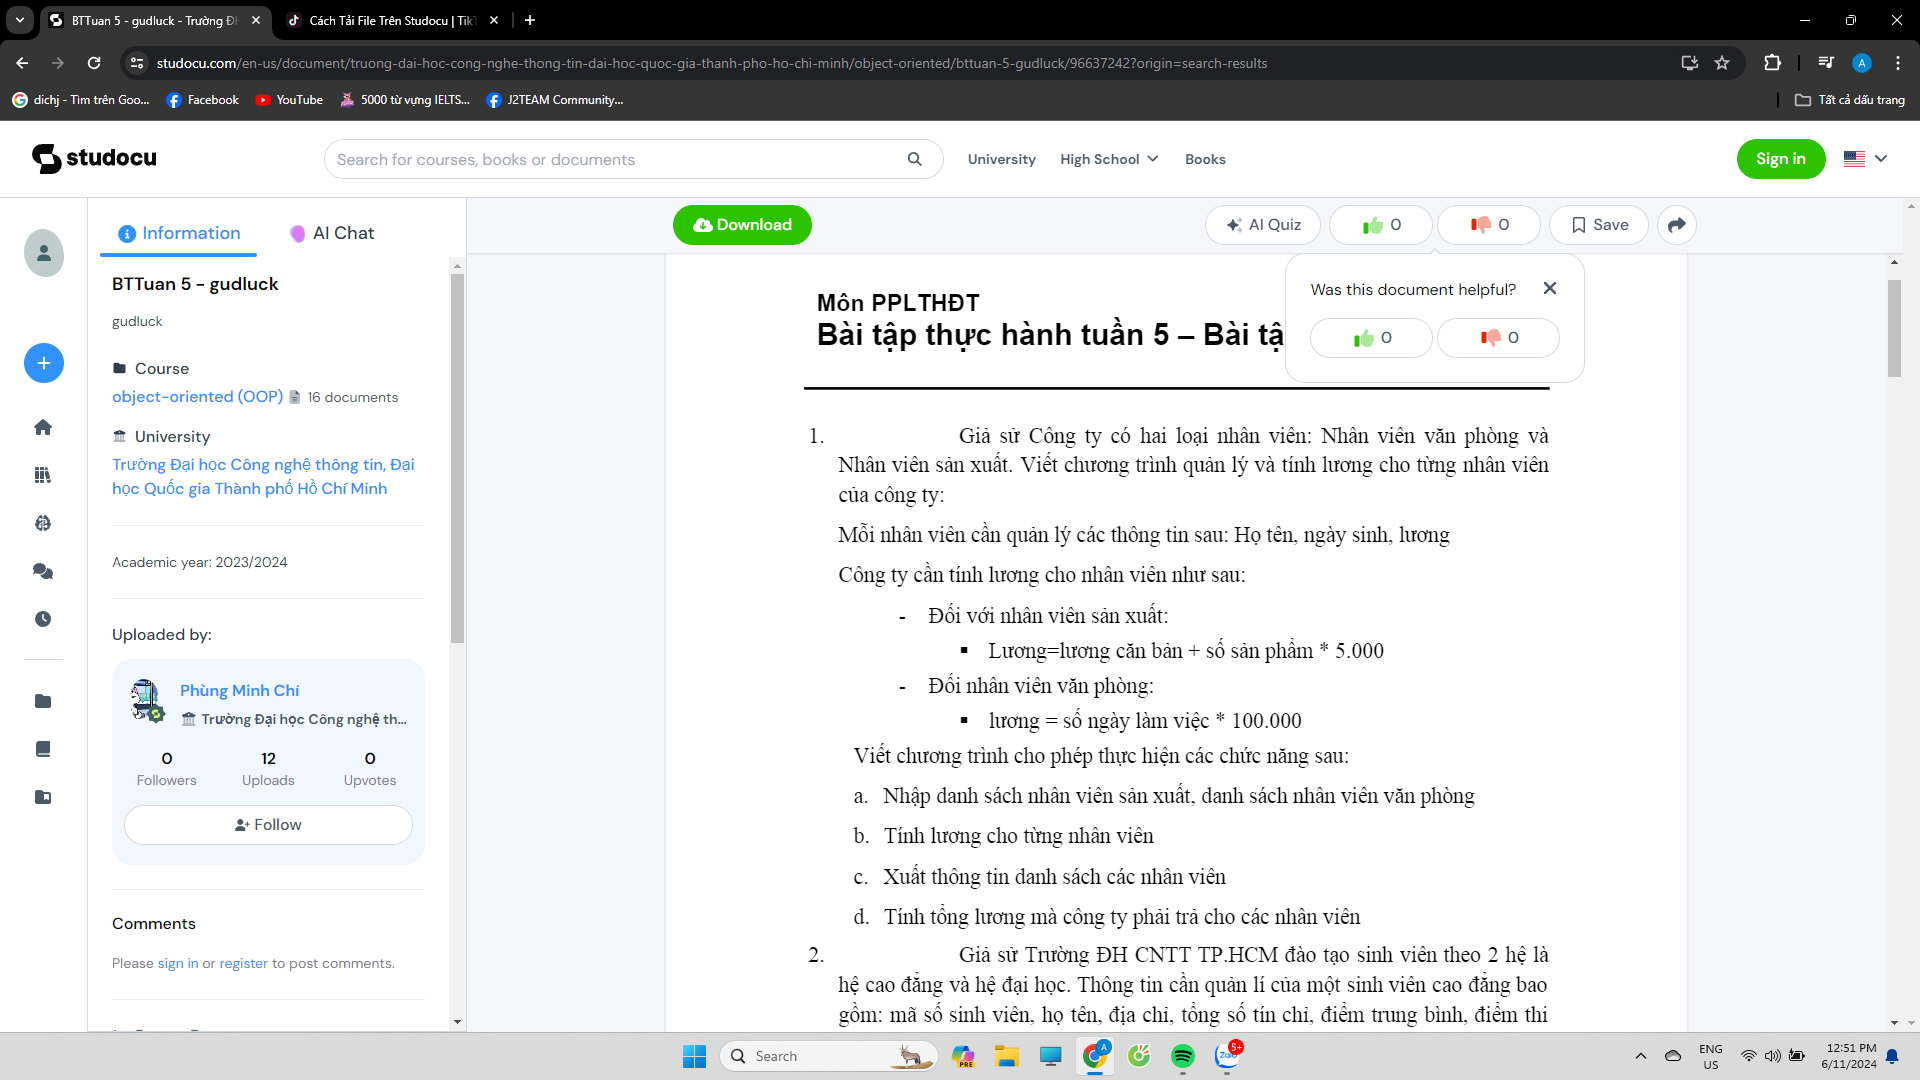 BTTuan 5 - gudluck - Trường Đ
Cách Tải File Trên Studocu | Tik
studocu.com/en-us/document/truong-dai-hoc-cong-nghe-thong-tin-dai-hoc-quoc-gia-thanh-pho-ho-chi-minh/object-oriented/bttuan-5-gudluck/96637242?origin=search-results
A
dichj - Tìm trên Goo...
Facebook
YouTube
5000 từ vựng IELTS...
J2TEAM Community...
Tất cả dấu trang
studocu
Search for courses, books or documents
University
High School
Books
Sign in
Information
AI Chat
Download
AI Quiz
0
0
Save
BTTuan 5 - gudluck
gudluck
Course
object-oriented (OOP) 16 documents
University
Trường Đại học Công nghệ thông tin, Đại
học Quốc gia Thành phố Hồ Chí Minh
Academic year: 2023/2024
Uploaded by:
Phùng Minh Chí
Trường Đại học Công nghệ th...
0 12 0
Followers Uploads Upvotes
Follow
Comments
Please sign in or register to post comments.
Was this document helpful?
0
0
Môn PPLTHĐT
Bài tập thực hành tuần 5 – Bài tậ
1. Giả sử Công ty có hai loại nhân viên: Nhân viên văn phòng và
Nhân viên sản xuất. Viết chương trình quản lý và tính lương cho từng nhân viên
của công ty:
Mỗi nhân viên cần quản lý các thông tin sau: Họ tên, ngày sinh, lương
Công ty cần tính lương cho nhân viên như sau:
- Đối với nhân viên sản xuất:
▪ Lương=lương căn bản + số sản phẩm * 5.000
- Đối nhân viên văn phòng:
▪ lương = số ngày làm việc * 100.000
Viết chương trình cho phép thực hiện các chức năng sau:
a. Nhập danh sách nhân viên sản xuất, danh sách nhân viên văn phòng
b. Tính lương cho từng nhân viên
c. Xuất thông tin danh sách các nhân viên
d. Tính tổng lương mà công ty phải trả cho các nhân viên
2. Giả sử Trường ĐH CNTT TP.HCM đào tạo sinh viên theo 2 hệ là
hệ cao đẳng và hệ đại học. Thông tin cần quản lí của một sinh viên cao đẳng bao
gồm: mã số sinh viên, họ tên, địa chỉ, tổng số tín chỉ, điểm trung bình, điểm thi
Search
PRE
A
Zalo
5+
ENG
US
12:51 PM
6/11/2024